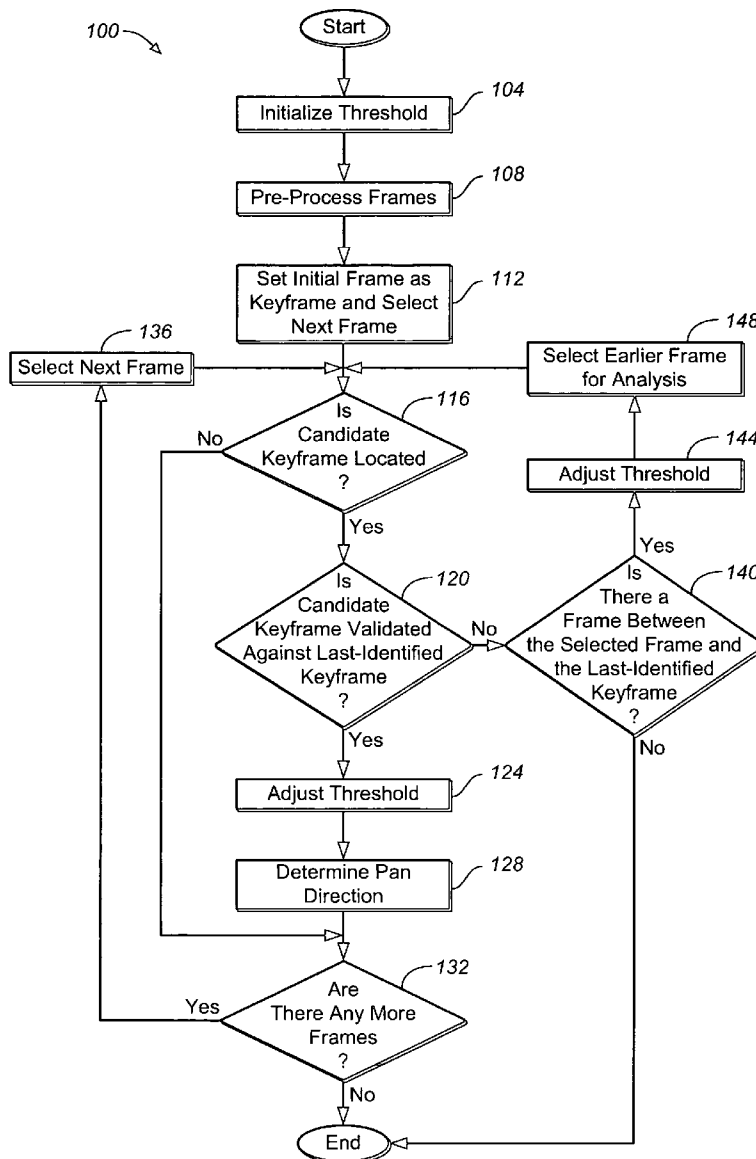 100
Start
104
Initialize Threshold
108
Pre-Process Frames
112
Set Initial Frame as
Keyframe and Select
Next Frame
136
Select Next Frame
148
Select Earlier Frame
for Analysis
116
Is
Candidate
Keyframe Located
?
No
Yes
144
Adjust Threshold
Yes
120
Is
Candidate
Keyframe Validated
Against Last-Identified
Keyframe
?
No
Yes
140
Is
There a
Frame Between
the Selected Frame and
the Last-Identified
Keyframe
?
No
124
Adjust Threshold
128
Determine Pan
Direction
132
Are
There Any More
Frames
?
Yes
No
End